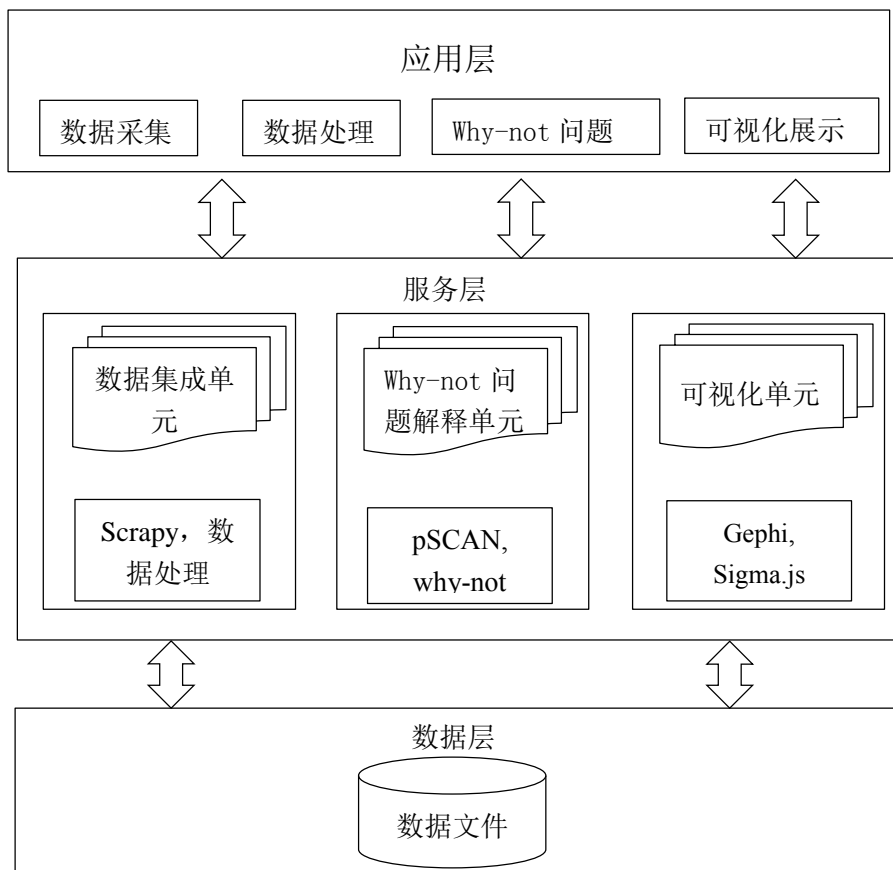 应用层
数据采集
数据处理
Why-not 问题
可视化展示
服务层
数据集成单
元
Why-not 问
题解释单元
可视化单元
Scrapy，数
据处理
pSCAN,
why-not
Gephi,
Sigma.js
数据层
数据文件